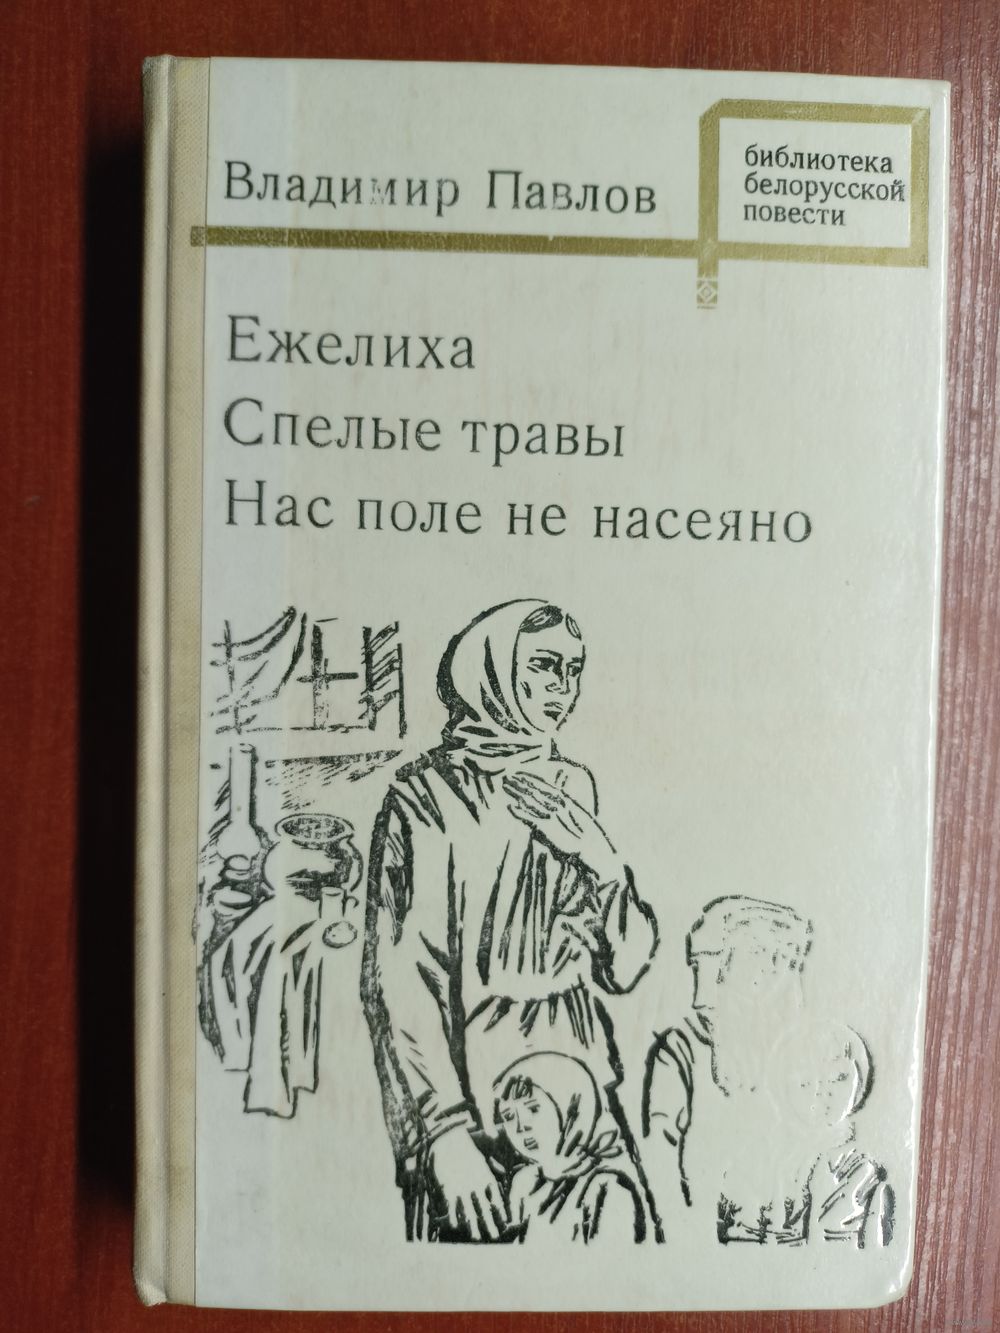 Владимир Павлов
библиотека
белорусской
повести
Ежелиха
Спелые травы
Нас поле не насеяно